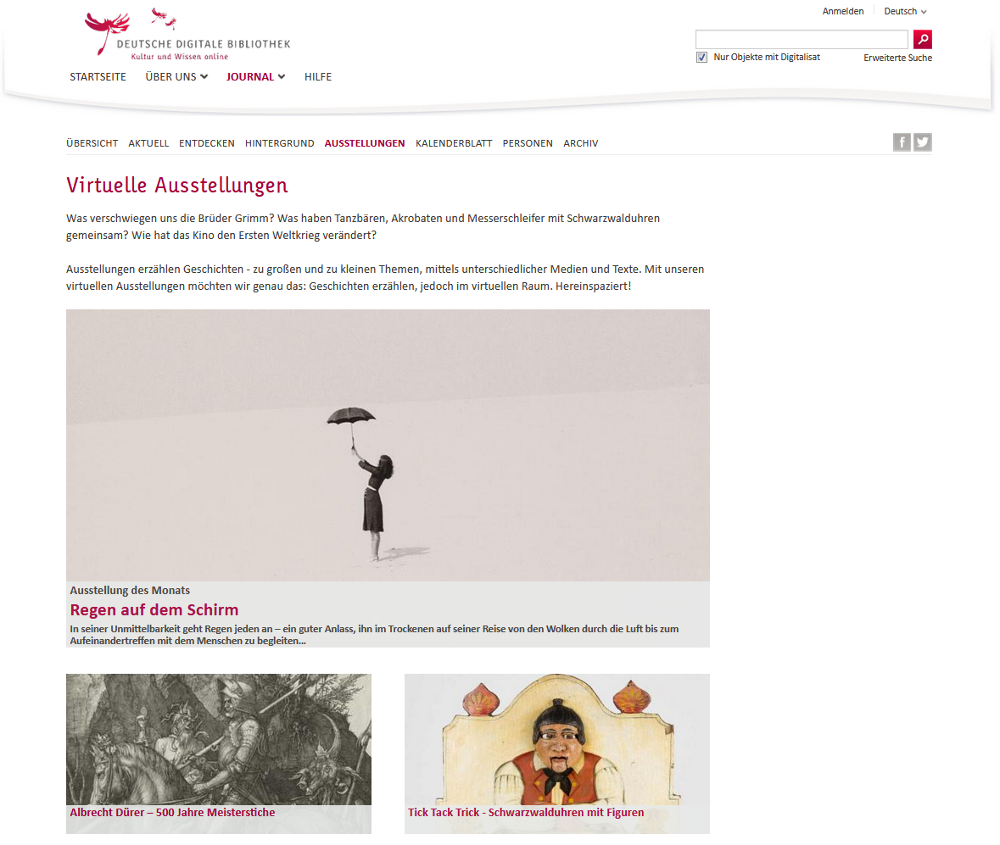 Anmelden Deutsch
DEUTSCHE DIGITALE BIBLIOTHEK
Kultur und Wissen online
Nur Objekte mit Digitalisat Erweiterte Suche
STARTSEITE ÜBER UNS JOURNAL HILFE
ÜBERSICHT AKTUELL ENTDECKEN HINTERGRUND AUSSTELLUNGEN KALENDERBLATT PERSONEN ARCHIV
Virtuelle Ausstellungen
Was verschwiegen uns die Brüder Grimm? Was haben Tanzbären, Akrobaten und Messerschleifer mit Schwarzwalduhren
gemeinsam? Wie hat das Kino den Ersten Weltkrieg verändert?
Ausstellungen erzählen Geschichten - zu großen und zu kleinen Themen, mittels unterschiedlicher Medien und Texte. Mit unseren
virtuellen Ausstellungen möchten wir genau das: Geschichten erzählen, jedoch im virtuellen Raum. Hereinspaziert!
Ausstellung des Monats
Regen auf dem Schirm
In seiner Unmittelbarkeit geht Regen jeden an – ein guter Anlass, ihn im Trockenen auf seiner Reise von den Wolken durch die Luft bis zum
Aufeinandertreffen mit dem Menschen zu begleiten...
Albrecht Dürer – 500 Jahre Meisterstiche
Tick Tack Trick - Schwarzwalduhren mit Figuren